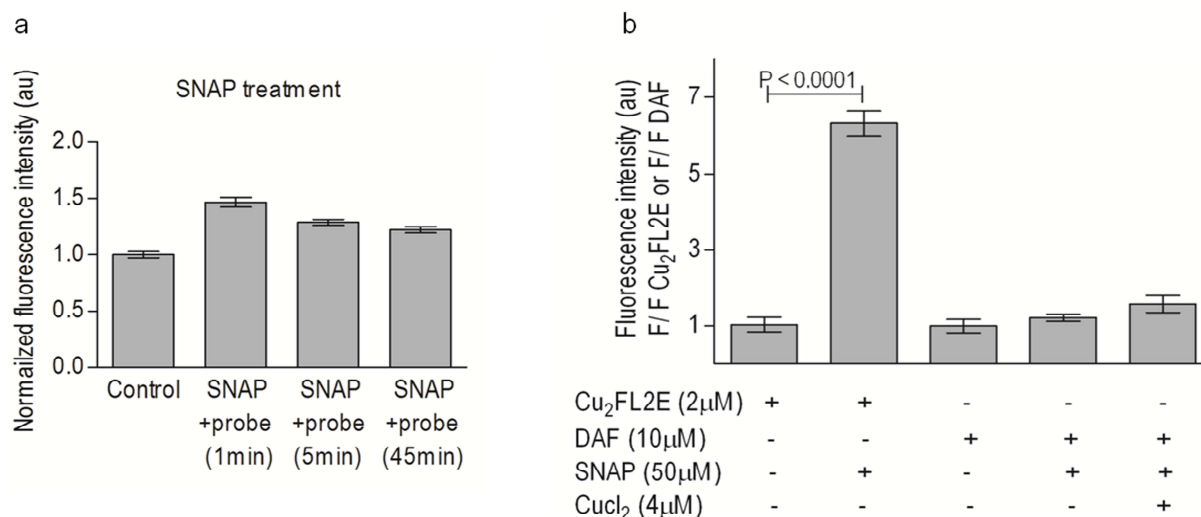 a
SNAP treatment
Normailzed fluorescence intensity (au)
2.0
1.5
1.0
0.5
0.0
Control
SNAP
+probe
(1min)
SNAP
+probe
(5min)
SNAP
+probe
(45min)
b
P < 0.0001
Fluorescence intensity (au)
F/ F Cu₂FL2E or F/ F DAF
7
5
3
1
Cu₂FL2E (2µM) + + - - -
DAF (10µM) - - + + +
SNAP (50µM) - + - + +
Cucl₂ (4µM) - - - - +